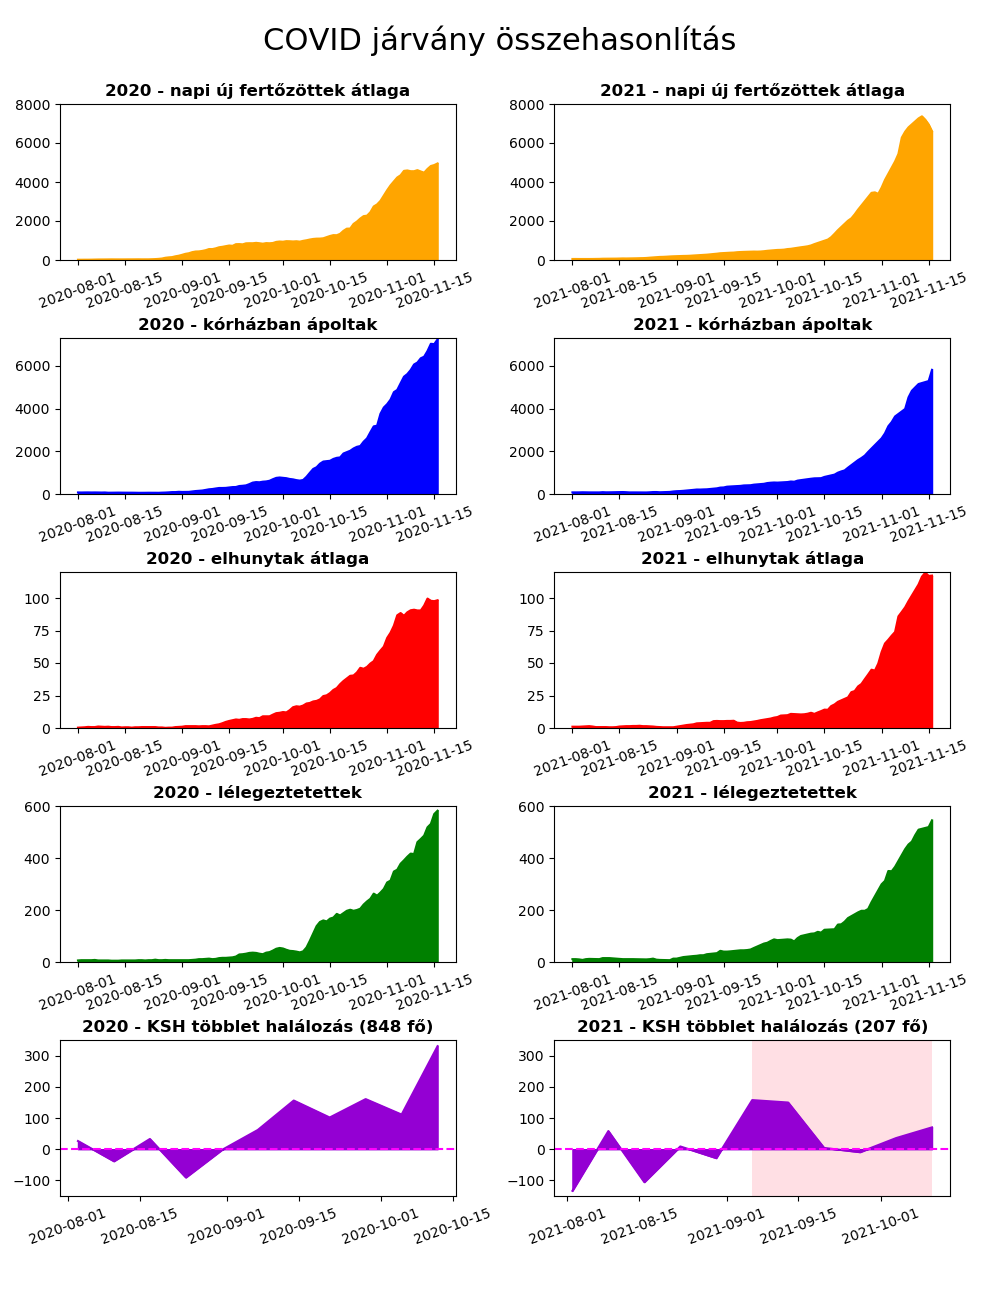 COVID járvány összehasonlítás
2020 - napi új fertőzöttek átlaga
8000
6000
4000
2000
0
2020-08-01 2020-08-15 2020-09-01 2020-09-15 2020-10-01 2020-10-15 2020-11-01 2020-11-15
2021 - napi új fertőzöttek átlaga
8000
6000
4000
2000
0
2021-08-01 2021-08-15 2021-09-01 2021-09-15 2021-10-01 2021-10-15 2021-11-01 2021-11-15
2020 - kórházban ápoltak
6000
4000
2000
0
2020-08-01 2020-08-15 2020-09-01 2020-09-15 2020-10-01 2020-10-15 2020-11-01 2020-11-15
2021 - kórházban ápoltak
6000
4000
2000
0
2021-08-01 2021-08-15 2021-09-01 2021-09-15 2021-10-01 2021-10-15 2021-11-01 2021-11-15
2020 - elhunytak átlaga
100
75
50
25
0
2020-08-01 2020-08-15 2020-09-01 2020-09-15 2020-10-01 2020-10-15 2020-11-01 2020-11-15
2021 - elhunytak átlaga
100
75
50
25
0
2021-08-01 2021-08-15 2021-09-01 2021-09-15 2021-10-01 2021-10-15 2021-11-01 2021-11-15
2020 - lélegeztetettek
600
400
200
0
2020-08-01 2020-08-15 2020-09-01 2020-09-15 2020-10-01 2020-10-15 2020-11-01 2020-11-15
2021 - lélegeztetettek
600
400
200
0
2021-08-01 2021-08-15 2021-09-01 2021-09-15 2021-10-01 2021-10-15 2021-11-01 2021-11-15
2020 - KSH többlet halálozás (848 fő)
300
200
100
0
−100
2020-08-01 2020-08-15 2020-09-01 2020-09-15 2020-10-01 2020-10-15
2021 - KSH többlet halálozás (207 fő)
300
200
100
0
−100
2021-08-01 2021-08-15 2021-09-01 2021-09-15 2021-10-01